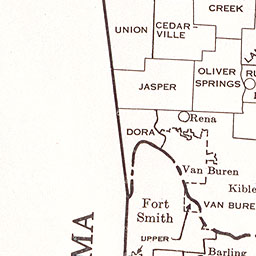 CREEK
UNION
CEDAR-
VILLE
OLIVER
SPRINGS
JASPER
Rena
DORA
Van Buren
Kible
Fort
Smith
VAN BURE
UPPER
Barling
MA